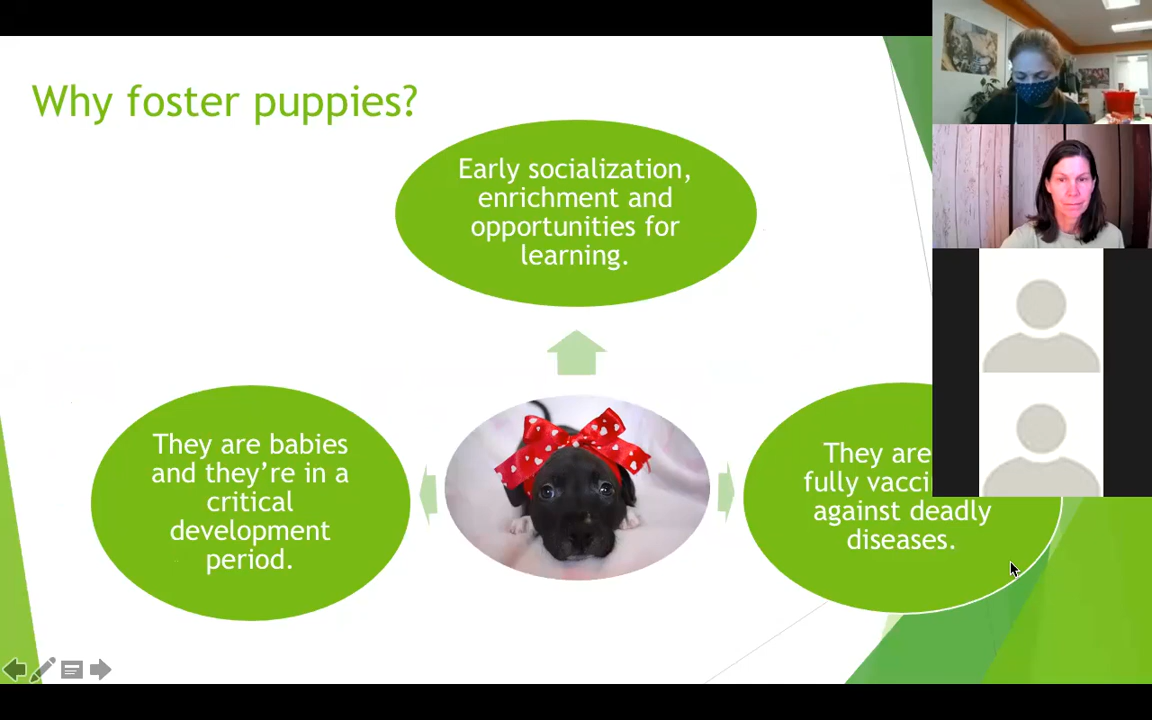 Why foster puppies?
Early socialization,
enrichment and
opportunities for
learning.
They are babies
and they’re in a
critical
development
period.
They are
fully
against deadly
diseases.